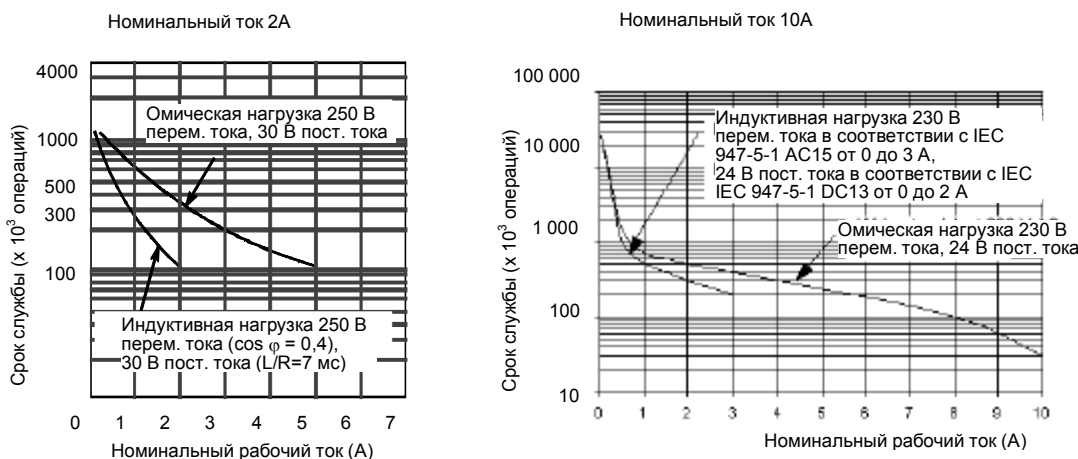 Номинальный ток 2А
4000
1000
500
300
100
Срок службы (х 10³ операций)
Омическая нагрузка 250 В
перем. тока, 30 В пост. тока
Индуктивная нагрузка 250 В
перем. тока (cos φ = 0,4),
30 В пост. тока (L/R=7 мс)
0 1 2 3 4 5 6 7
Номинальный рабочий ток (А)
Номинальный ток 10А
100 000
10 000
1 000
100
10
Срок службы (х 10³ операций)
Индуктивная нагрузка 230 В
перем. тока в соответствии с IEC
947-5-1 AC15 от 0 до 3 А,
24 В пост. тока в соответствии с IEC
IEC 947-5-1 DC13 от 0 до 2 А
Омическая нагрузка 230 В
перем. тока, 24 В пост. тока
0 1 2 3 4 5 6 7 8 9 10
Номинальный рабочий ток (А)